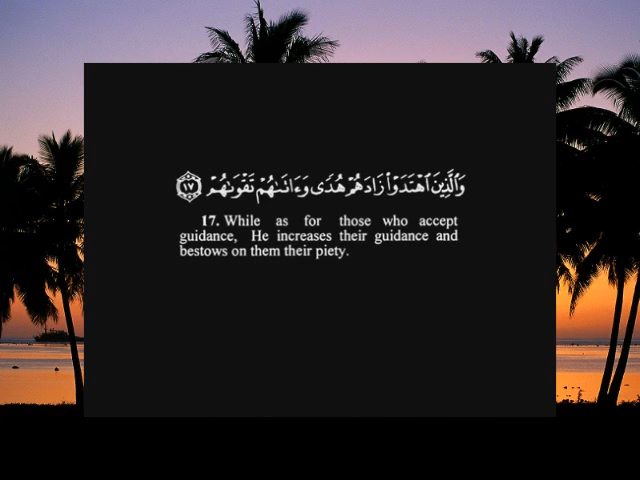 وَٱلَّذِينَ ٱهْتَدَوْا۟ زَادَهُمْ هُدًى وَءَاتَىٰهُمْ تَقْوَىٰهُمْ ۝١٧
17. While as for those who accept
guidance, He increases their guidance and
bestows on them their piety.